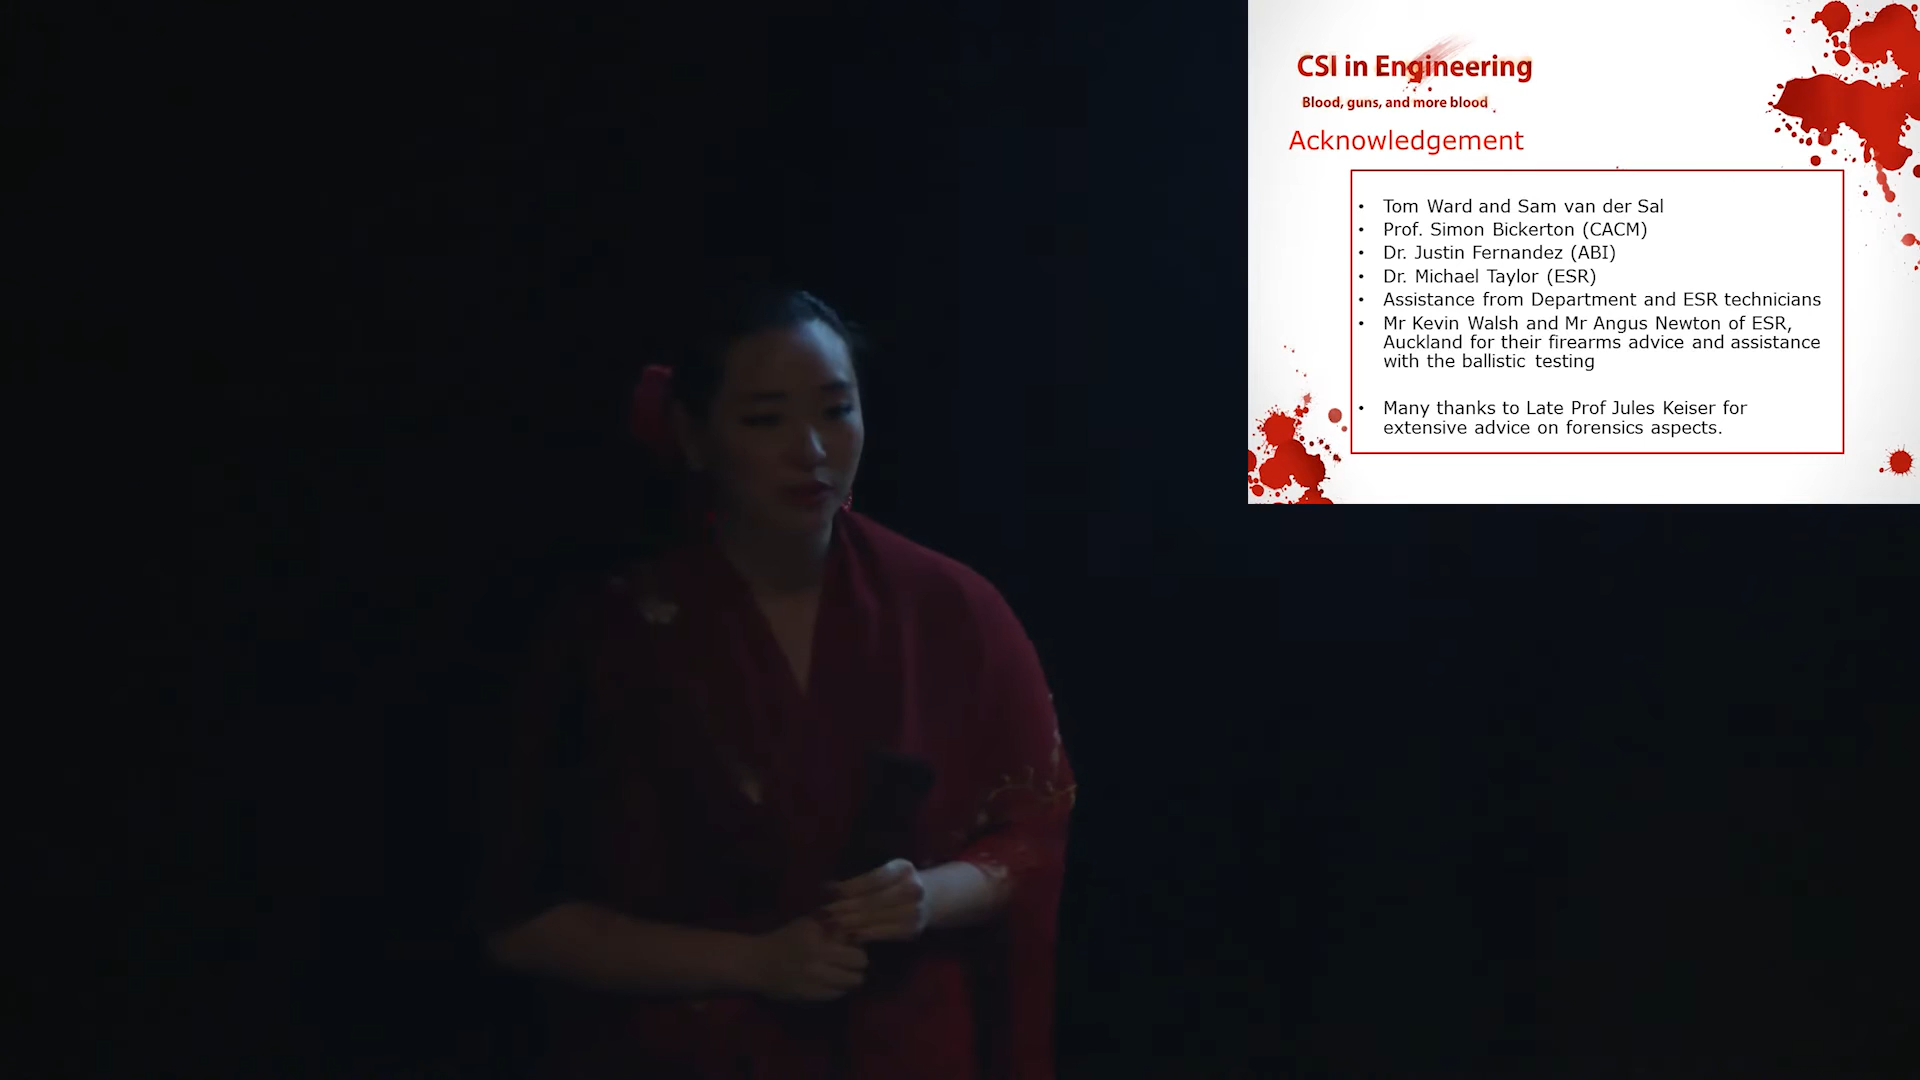 CSI in Engineering
Blood, guns, and more blood
Acknowledgement
• Tom Ward and Sam van der Sal
• Prof. Simon Bickerton (CACM)
• Dr. Justin Fernandez (ABI)
• Dr. Michael Taylor (ESR)
• Assistance from Department and ESR technicians
• Mr Kevin Walsh and Mr Angus Newton of ESR,
Auckland for their firearms advice and assistance
with the ballistic testing
• Many thanks to Late Prof Jules Keiser for
extensive advice on forensics aspects.